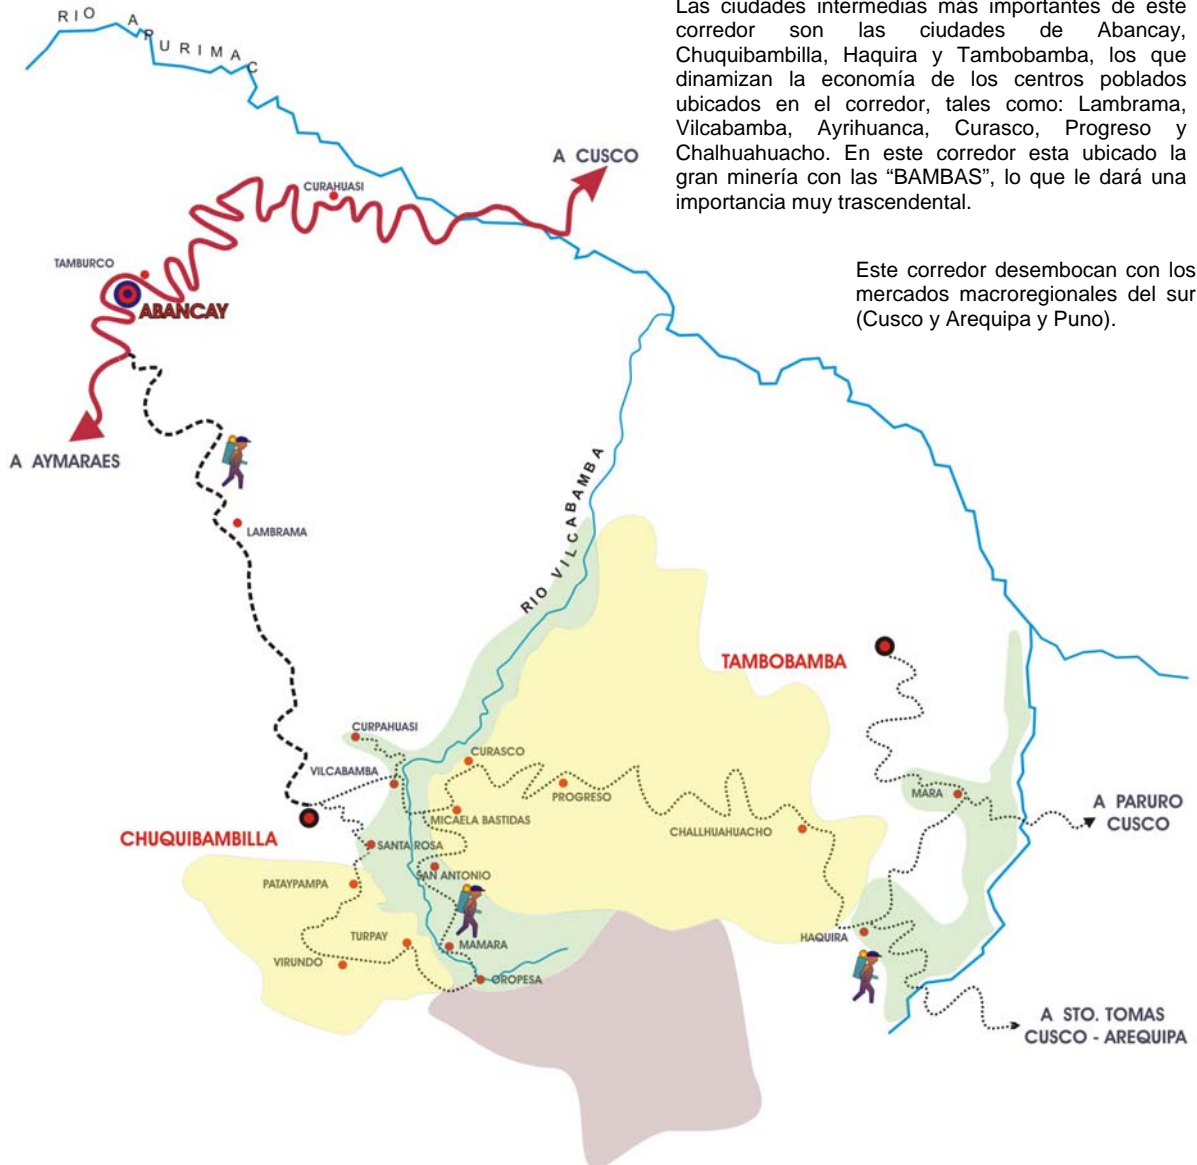 Las ciudades intermedias más importantes de este
corredor son las ciudades de Abancay,
Chuquibambilla, Haquira y Tambobamba, los que
dinamizan la economía de los centros poblados
ubicados en el corredor, tales como: Lambrama,
Vilcabamba, Ayrihuanca, Curasco, Progreso y
Chalhuahuacho. En este corredor esta ubicado la
gran minería con las “BAMBAS”, lo que le dará una
importancia muy trascendental.
Este corredor desembocan con los
mercados macroregionales del sur
(Cusco y Arequipa y Puno).
RIO APURIMAC
A CUSCO
CURAHUASI
TAMBURCO
ABANCAY
A AYMARAES
LAMBRAMA
RIO VILCABAMBA
TAMBOBAMBA
CURPAHUASI
VILCABAMBA
CURASCO
PROGRESO
MICAELA BASTIDAS
CHALLHUAHUACHO
MARA
A PARURO
CUSCO
CHUQUIBAMBILLA
SANTA ROSA
SAN ANTONIO
PATAYPAMPA
TURPAY
VIRUNDO
MAMARA
OROPESA
HAQUIRA
A STO. TOMAS
CUSCO - AREQUIPA